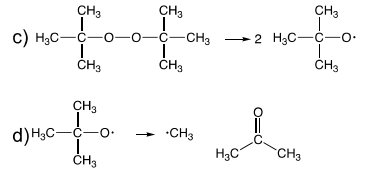 CH₃ CH₃ CH₃
c) H₃C—C—O—O—C—CH₃ → 2 H₃C—C—O·
CH₃ CH₃ CH₃
CH₃ O
d) H₃C—C—O· → ·CH₃ C
CH₃ H₃C CH₃